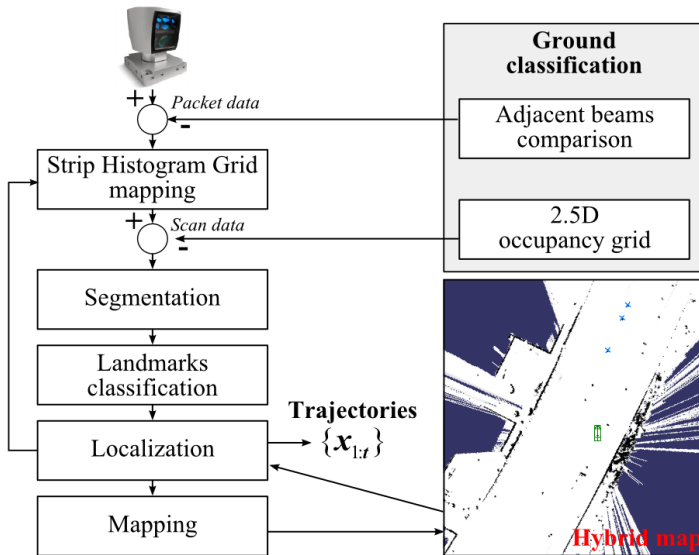 Ground
classification
+
Packet data
-
Adjacent beams
comparison
Strip Histogram Grid
mapping
+
Scan data
-
2.5D
occupancy grid
Segmentation
Landmarks
classification
Trajectories
{x1:t}
Localization
Mapping
Hybrid map